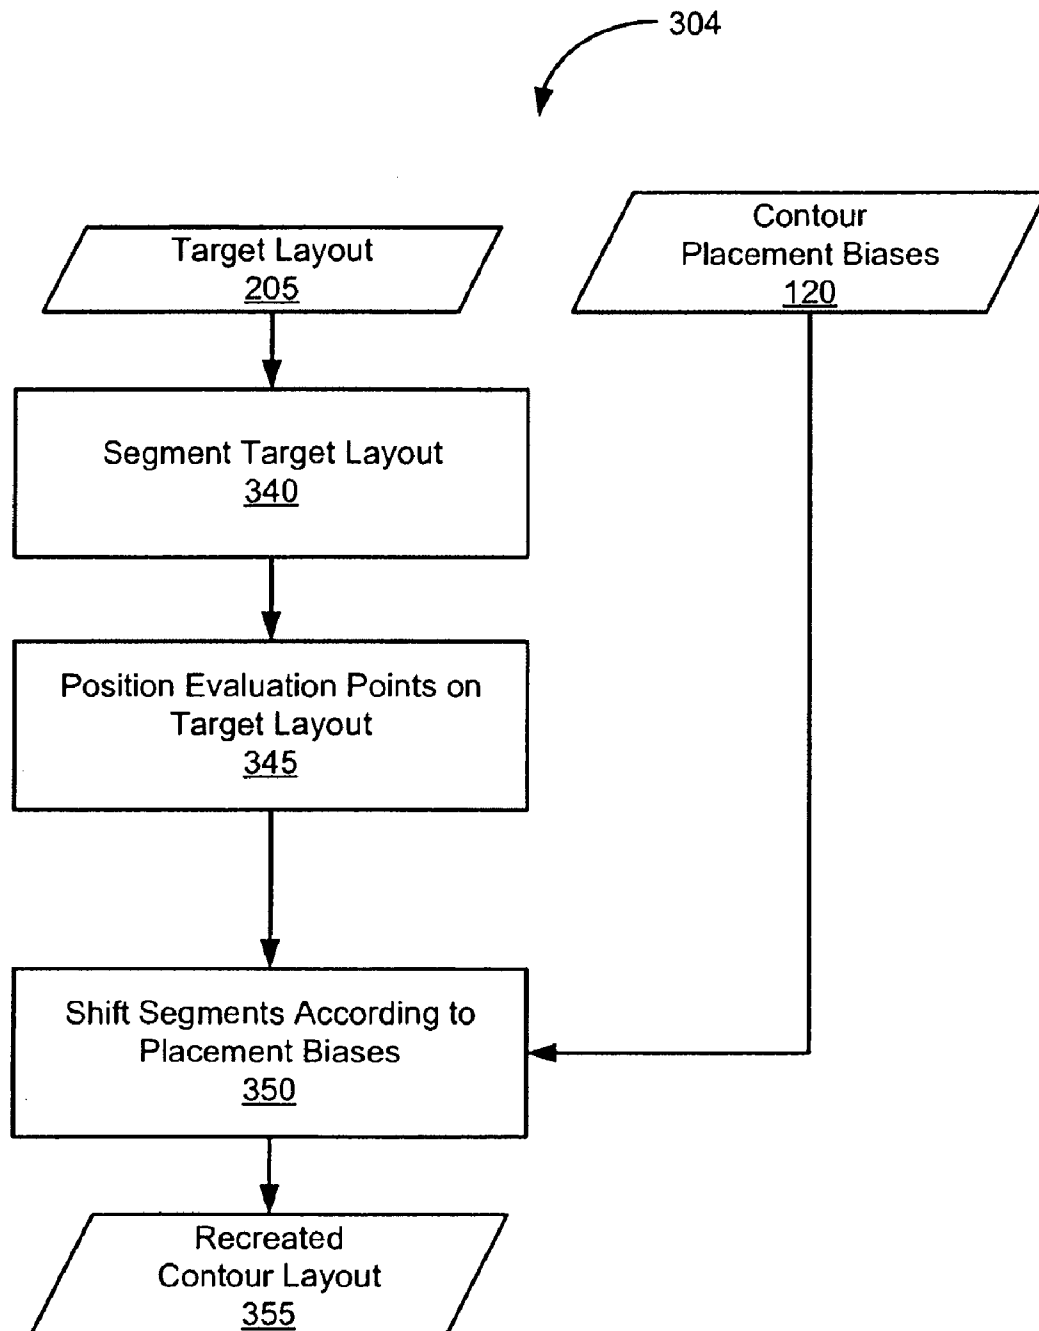 304
Target Layout
205
Contour
Placement Biases
120
Segment Target Layout
340
Position Evaluation Points on
Target Layout
345
Shift Segments According to
Placement Biases
350
Recreated
Contour Layout
355